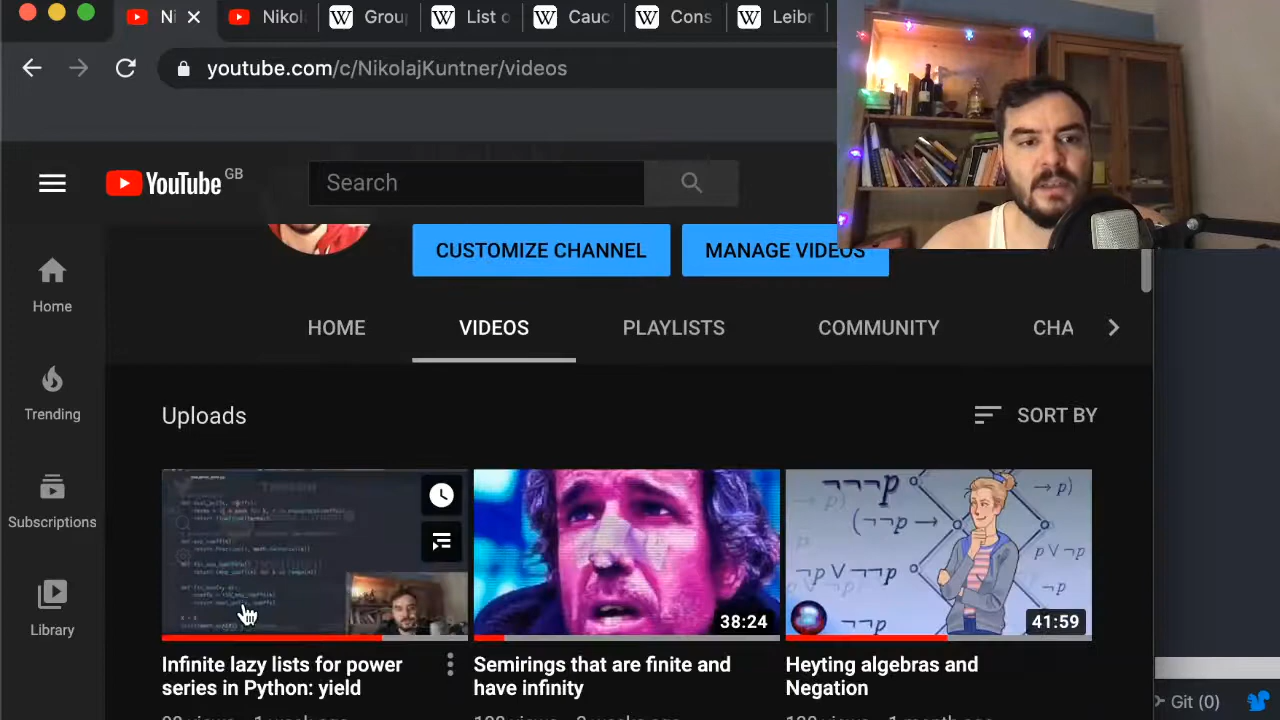 Ni
Nikol
Grou
List o
Cauc
Cons
Leibr
youtube.com/c/NikolajKuntner/videos
YouTube GB
Search
CUSTOMIZE CHANNEL
MANAGE VIDEOS
HOME
VIDEOS
PLAYLISTS
COMMUNITY
CHA
Home
Trending
Subscriptions
Library
Uploads
SORT BY
38:24
¬¬¬p
→ p)
(¬¬p →
p∨¬p
¬p∨¬¬p
¬p
¬¬p
41:59
Infinite lazy lists for power
series in Python: yield
Semirings that are finite and
have infinity
Heyting algebras and
Negation
Git (0)